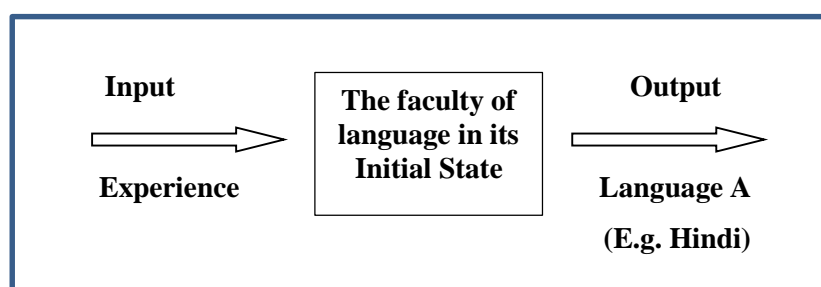 Input
Experience
The faculty of
language in its
Initial State
Output
Language A
(E.g. Hindi)